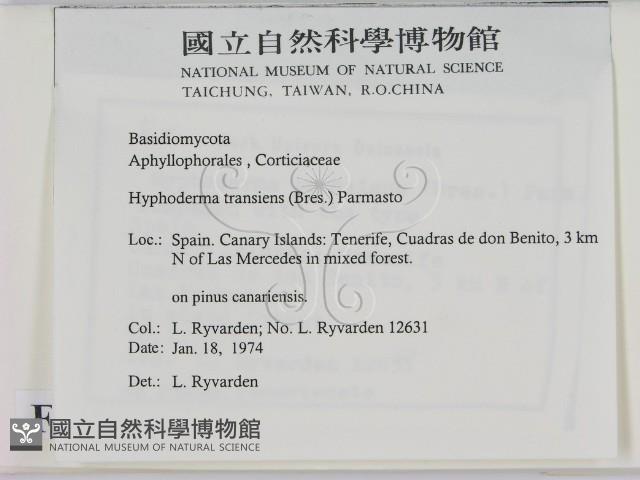 國立自然科學博物館
NATIONAL MUSEUM OF NATURAL SCIENCE
TAICHUNG, TAIWAN, R.O.CHINA
Basidiomycota
Aphyllophorales , Corticiaceae
Hyphoderma transiens (Bres.) Parmasto
Loc.: Spain. Canary Islands: Tenerife, Cuadras de don Benito, 3 km
N of Las Mercedes in mixed forest.
on pinus canariensis.
Col.: L. Ryvarden; No. L. Ryvarden 12631
Date: Jan. 18, 1974
Det.: L. Ryvarden
國立自然科學博物館
NATIONAL MUSEUM OF NATURAL SCIENCE